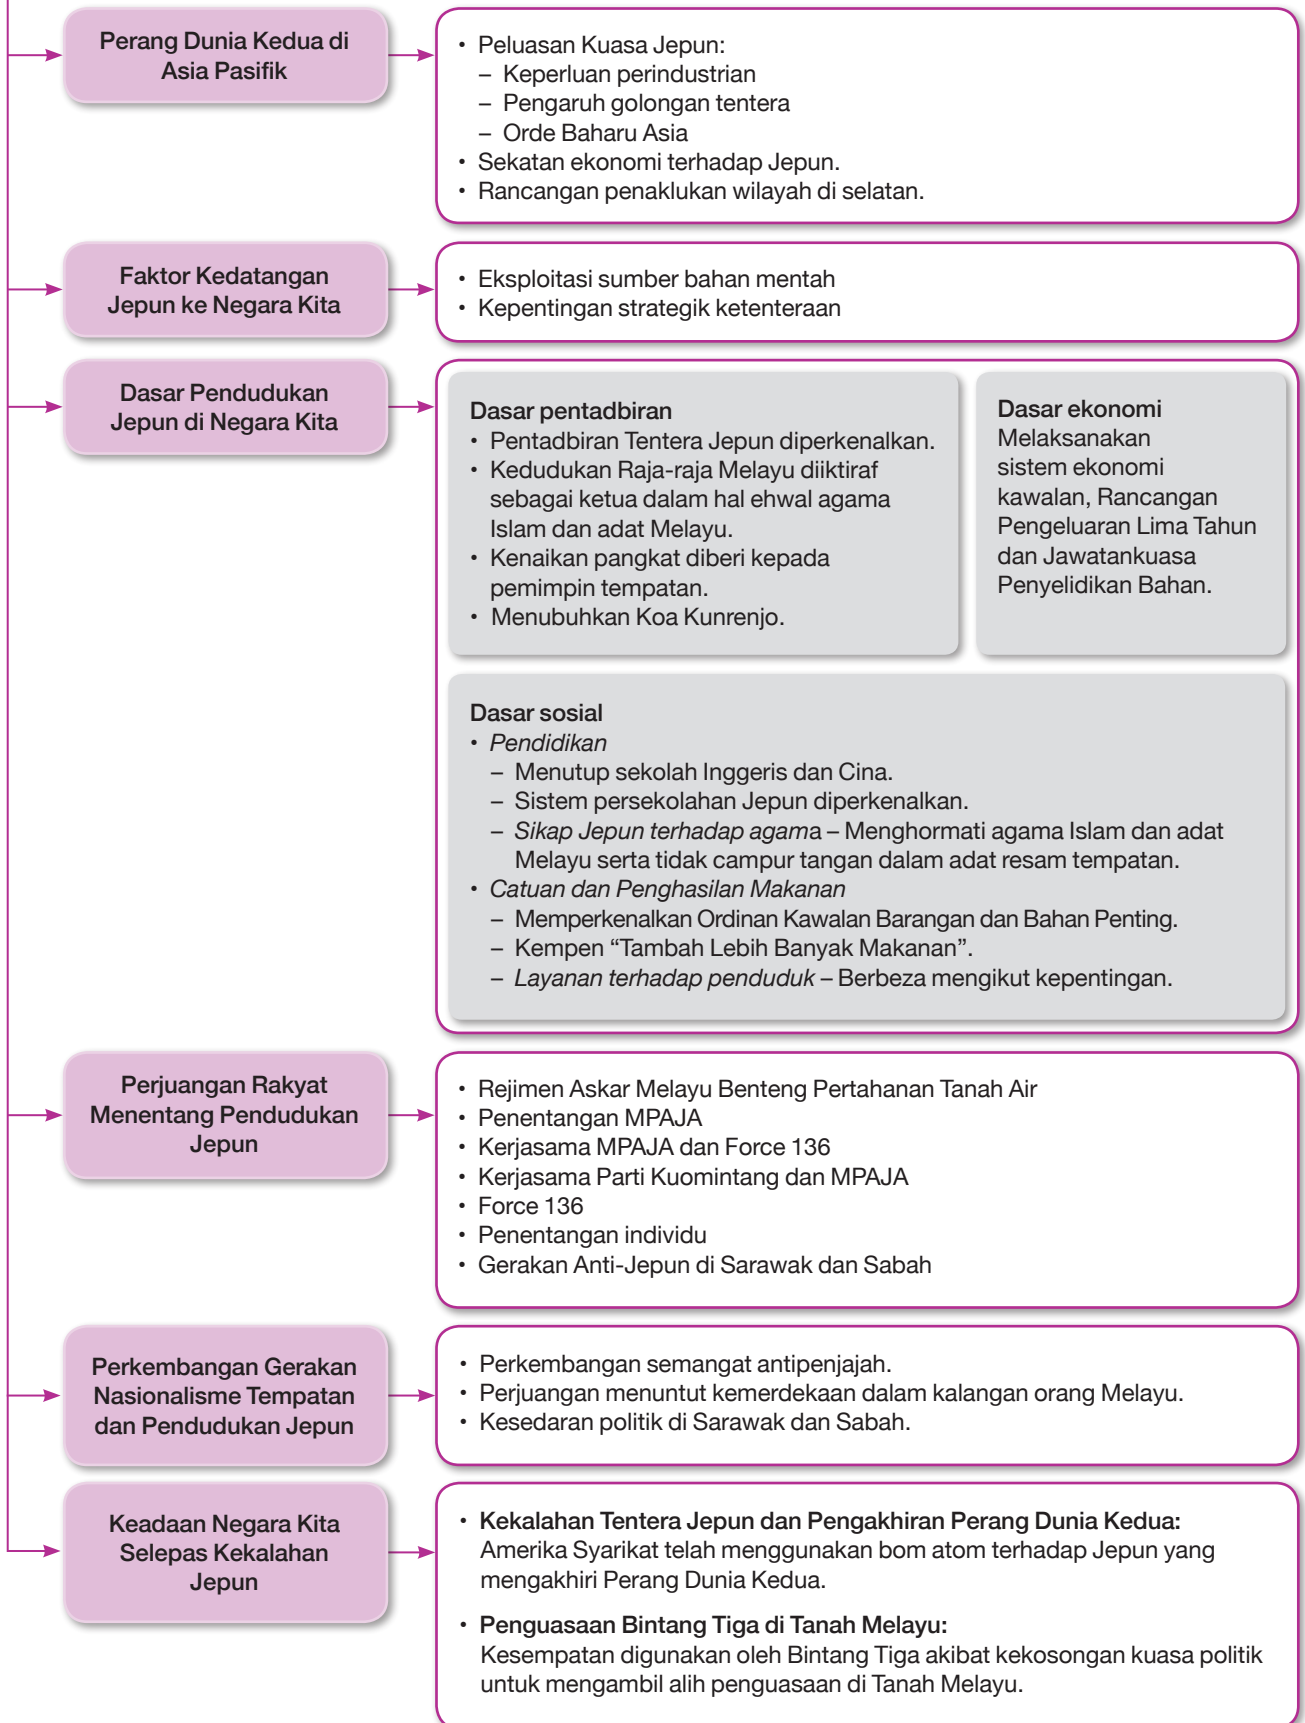 Perang Dunia Kedua di
Asia Pasifik
• Peluasan Kuasa Jepun:
– Keperluan perindustrian
– Pengaruh golongan tentera
– Orde Baharu Asia
• Sekatan ekonomi terhadap Jepun.
• Rancangan penaklukan wilayah di selatan.
Faktor Kedatangan
Jepun ke Negara Kita
• Eksploitasi sumber bahan mentah
• Kepentingan strategik ketenteraan
Dasar Pendudukan
Jepun di Negara Kita
Dasar pentadbiran
• Pentadbiran Tentera Jepun diperkenalkan.
• Kedudukan Raja-raja Melayu diiktiraf
sebagai ketua dalam hal ehwal agama
Islam dan adat Melayu.
• Kenaikan pangkat diberi kepada
pemimpin tempatan.
• Menubuhkan Koa Kunrenjo.
Dasar ekonomi
Melaksanakan
sistem ekonomi
kawalan, Rancangan
Pengeluaran Lima Tahun
dan Jawatankuasa
Penyelidikan Bahan.
Dasar sosial
• Pendidikan
– Menutup sekolah Inggeris dan Cina.
– Sistem persekolahan Jepun diperkenalkan.
– Sikap Jepun terhadap agama – Menghormati agama Islam dan adat
Melayu serta tidak campur tangan dalam adat resam tempatan.
• Catuan dan Penghasilan Makanan
– Memperkenalkan Ordinan Kawalan Barangan dan Bahan Penting.
– Kempen “Tambah Lebih Banyak Makanan”.
– Layanan terhadap penduduk – Berbeza mengikut kepentingan.
Perjuangan Rakyat
Menentang Pendudukan
Jepun
• Rejimen Askar Melayu Benteng Pertahanan Tanah Air
• Penentangan MPAJA
• Kerjasama MPAJA dan Force 136
• Kerjasama Parti Kuomintang dan MPAJA
• Force 136
• Penentangan individu
• Gerakan Anti-Jepun di Sarawak dan Sabah
Perkembangan Gerakan
Nasionalisme Tempatan
dan Pendudukan Jepun
• Perkembangan semangat antipenjajah.
• Perjuangan menuntut kemerdekaan dalam kalangan orang Melayu.
• Kesedaran politik di Sarawak dan Sabah.
Keadaan Negara Kita
Selepas Kekalahan
Jepun
• Kekalahan Tentera Jepun dan Pengakhiran Perang Dunia Kedua:
Amerika Syarikat telah menggunakan bom atom terhadap Jepun yang
mengakhiri Perang Dunia Kedua.
• Penguasaan Bintang Tiga di Tanah Melayu:
Kesempatan digunakan oleh Bintang Tiga akibat kekosongan kuasa politik
untuk mengambil alih penguasaan di Tanah Melayu.